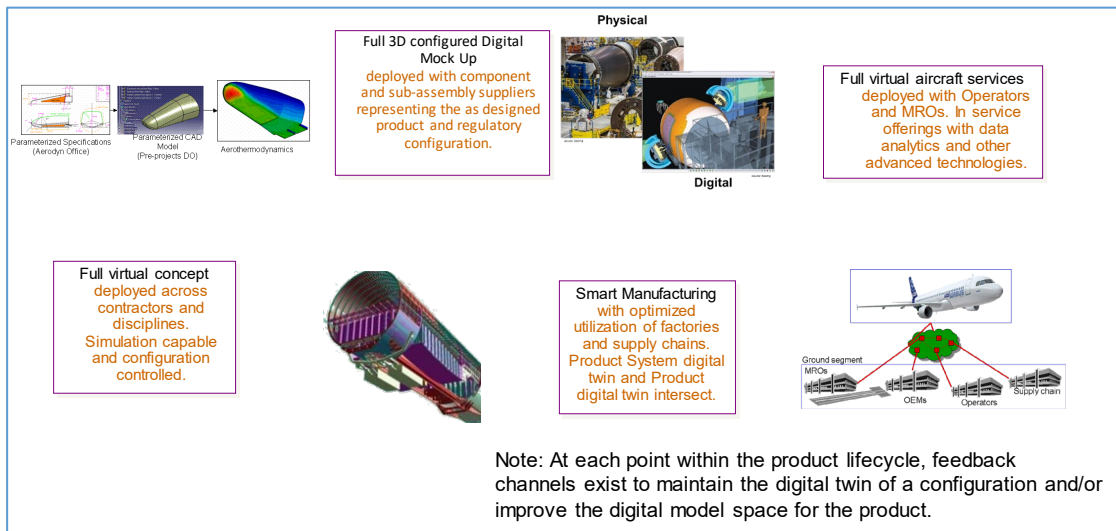 Parameterized Specifications
(Aerodyn Office)
Parameterized CAD
Model
(Pre-projects DO)
Aerothermodynamics
Full 3D configured Digital
Mock Up
deployed with component
and sub-assembly suppliers
representing the as designed
product and regulatory
configuration.
Physical
Digital
Full virtual aircraft services
deployed with Operators
and MROs. In service
offerings with data
analytics and other
advanced technologies.
Full virtual concept
deployed across
contractors and
disciplines.
Simulation capable
and configuration
controlled.
Smart Manufacturing
with optimized
utilization of factories
and supply chains.
Product System digital
twin and Product
digital twin intersect.
Ground segment
MROs
OEMs
Operators
Supply chain
Note: At each point within the product lifecycle, feedback
channels exist to maintain the digital twin of a configuration and/or
improve the digital model space for the product.